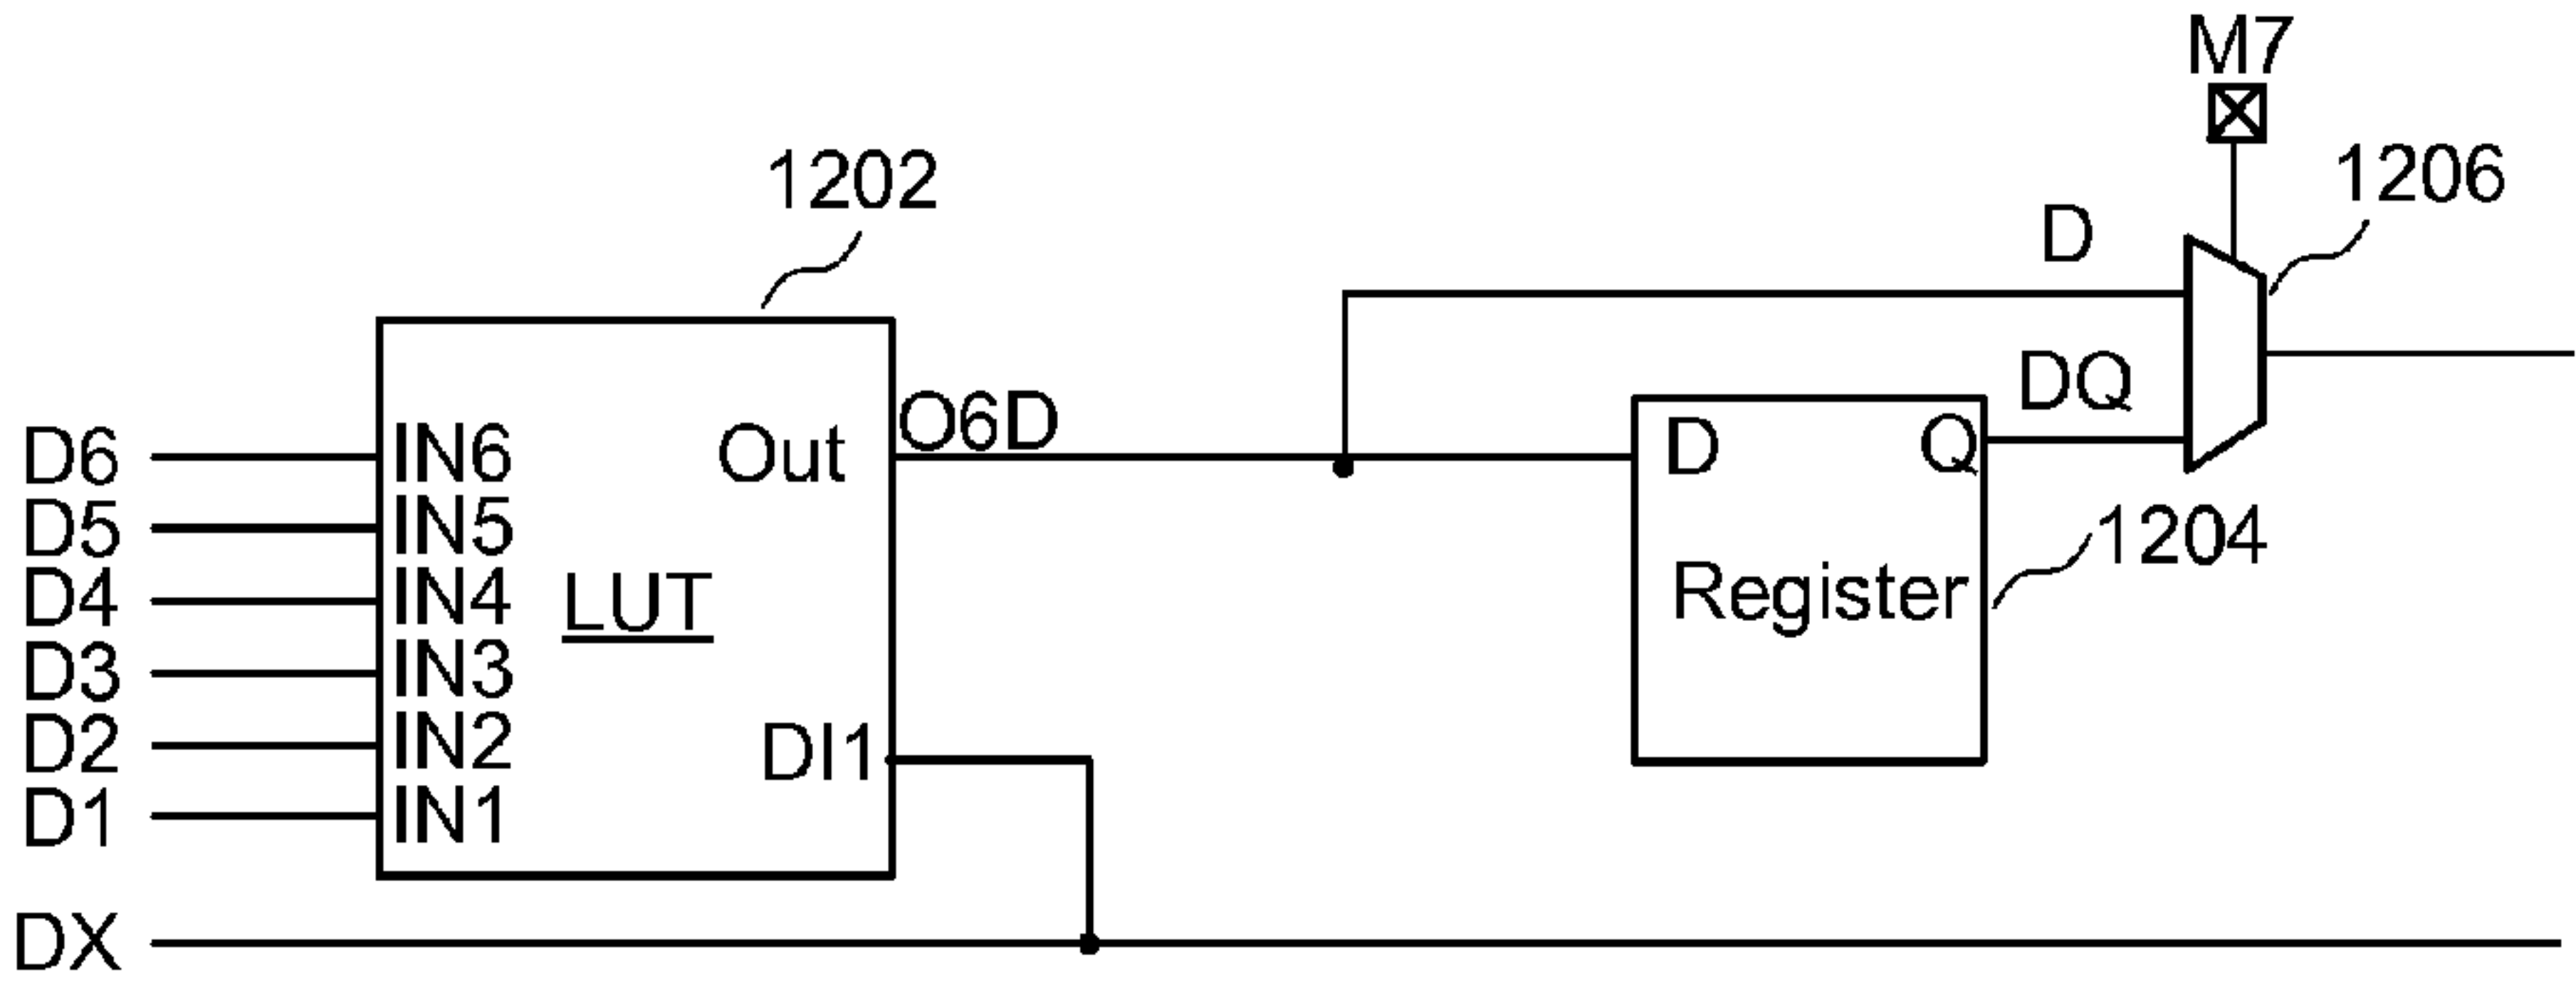 M7
1202
1206
D
DQ
O6D
D6 IN6 Out
D Q
D5 IN5
1204
D4 IN4 LUT
Register
D3 IN3
D2 IN2
DI1
D1 IN1
DX